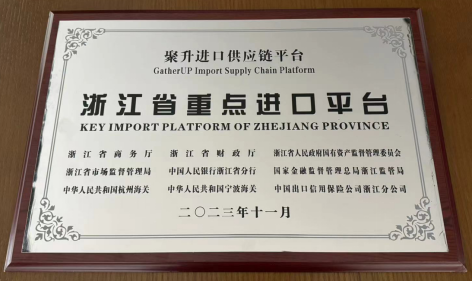 聚升进口供应链平台
GatherUP Import Supply Chain Platform
浙江省重点进口平台
KEY IMPORT PLATFORM OF ZHEJIANG PROVINCE
浙江省商务厅 浙江省财政厅 浙江省人民政府国有资产监督管理委员会
浙江省市场监督管理局 中国人民银行浙江省分行 国家金融监督管理总局浙江监管局
中华人民共和国杭州海关 中华人民共和国宁波海关 中国出口信用保险公司浙江分公司
二〇二三年十一月